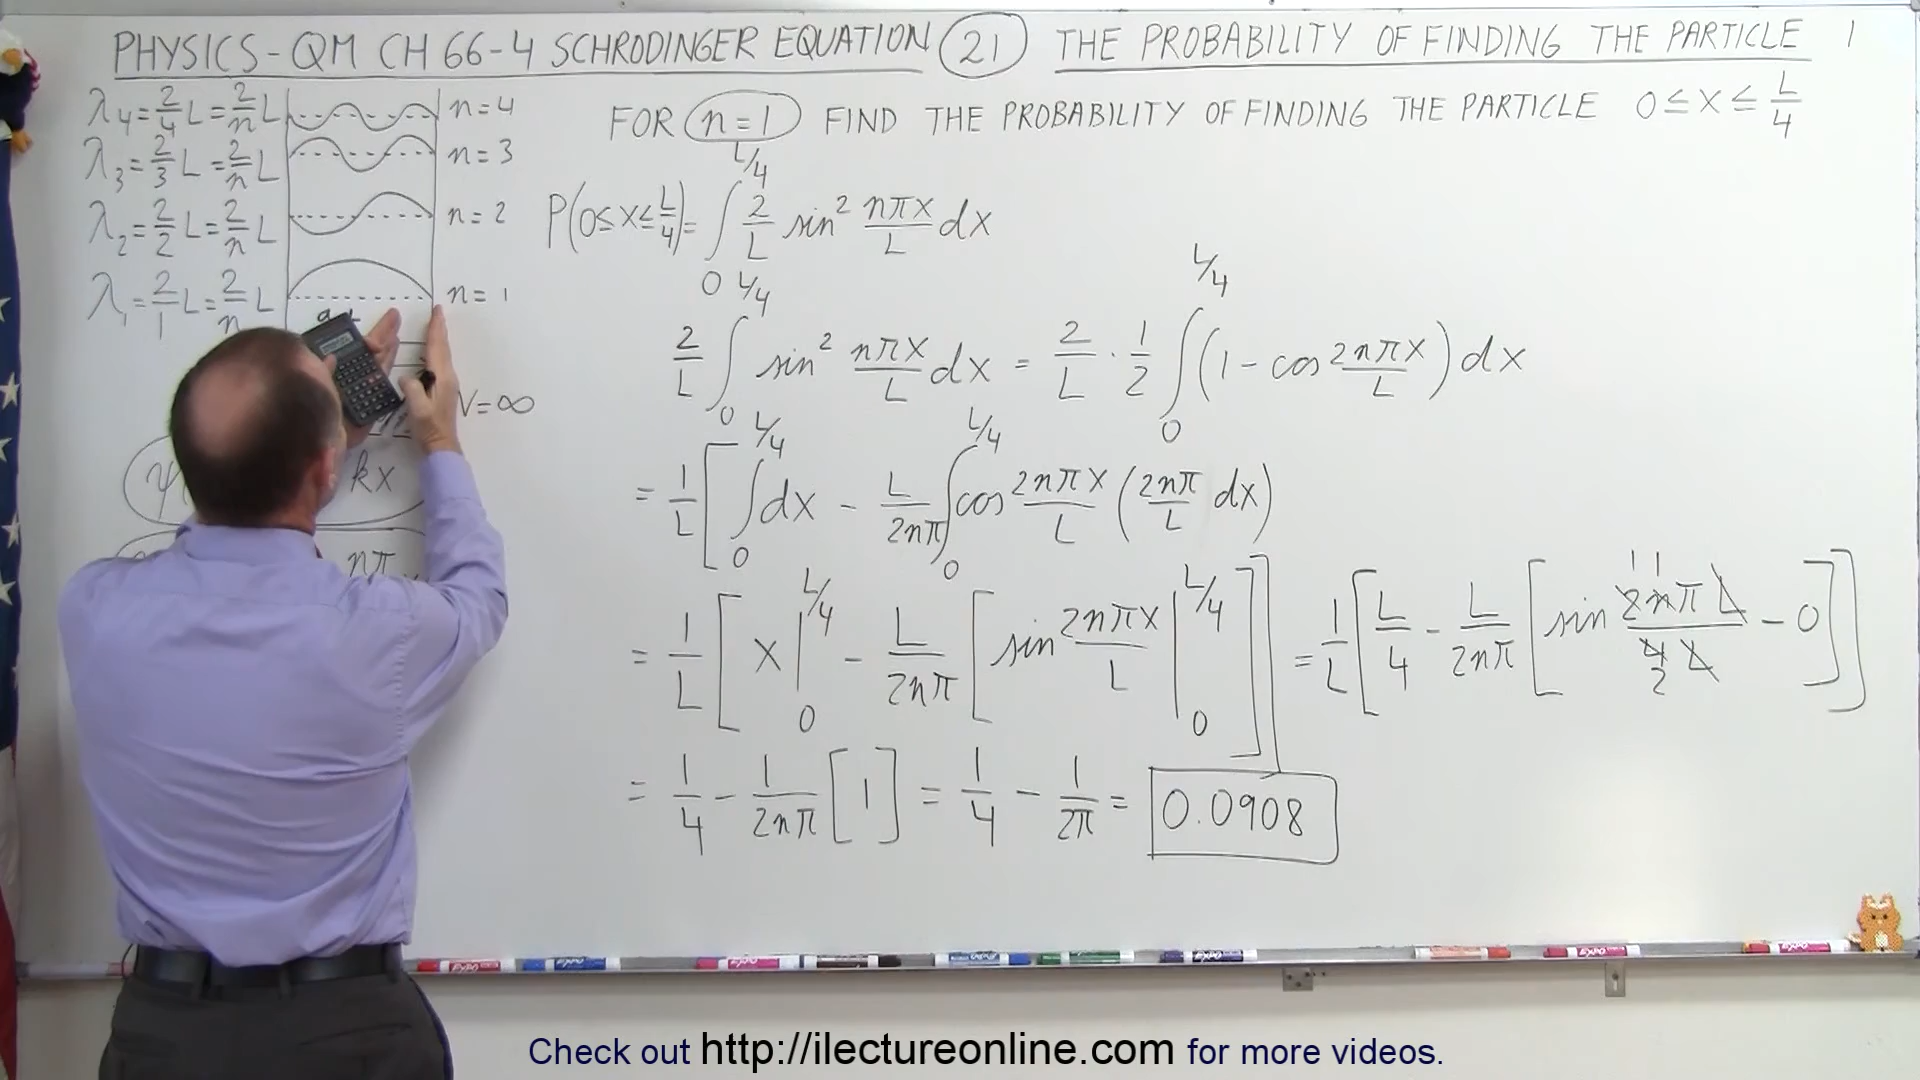 PHYSICS - QM CH 66-4 SCHRODINGER EQUATION 21 THE PROBABILITY OF FINDING THE PARTICLE 1
λ₄ = 2/4 L = 2/n L n = 4
λ₃ = 2/3 L = 2/n L n = 3
λ₂ = 2/2 L = 2/n L n = 2
λ₁ = 2/1 L = 2/n L n = 1
V = ∞
ψ kx
nπ
FOR n = 1 FIND THE PROBABILITY OF FINDING THE PARTICLE 0 ≤ x ≤ L/4
P(0 ≤ x ≤ L/4) = ∫₀^(L/4) 2/L sin² nπx/L dx
2/L ∫₀^(L/4) sin² nπx/L dx = 2/L · 1/2 ∫₀^(L/4) (1 - cos 2nπx/L) dx
= 1/L [ ∫₀^(L/4) dx - L/2nπ ∫₀^(L/4) cos 2nπx/L (2nπ/L dx)
= 1/L [ x |₀^(L/4) - L/2nπ [ sin 2nπx/L |₀^(L/4) ]] = 1/L [ L/4 - L/2nπ [ sin 2nπL/4L - 0 ]]
1 1
2
= 1/4 - 1/2nπ [ 1 ] = 1/4 - 1/2π = 0.0908
Check out http://ilectureonline.com for more videos.